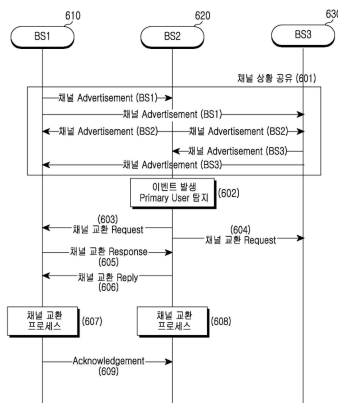 610
620
630
BS1
BS2
BS3
채널 상황 공유 (601)
채널 Advertisement (BS1)
채널 Advertisement (BS1)
채널 Advertisement (BS2)
채널 Advertisement (BS2)
채널 Advertisement (BS3)
채널 Advertisement (BS3)
이벤트 발생
Primary User 탐지
(602)
(603)
채널 교환 Request
(604)
채널 교환 Request
채널 교환 Response
(605)
채널 교환 Reply
(606)
채널 교환
프로세스
(607)
채널 교환
프로세스
(608)
Acknowledgement
(609)